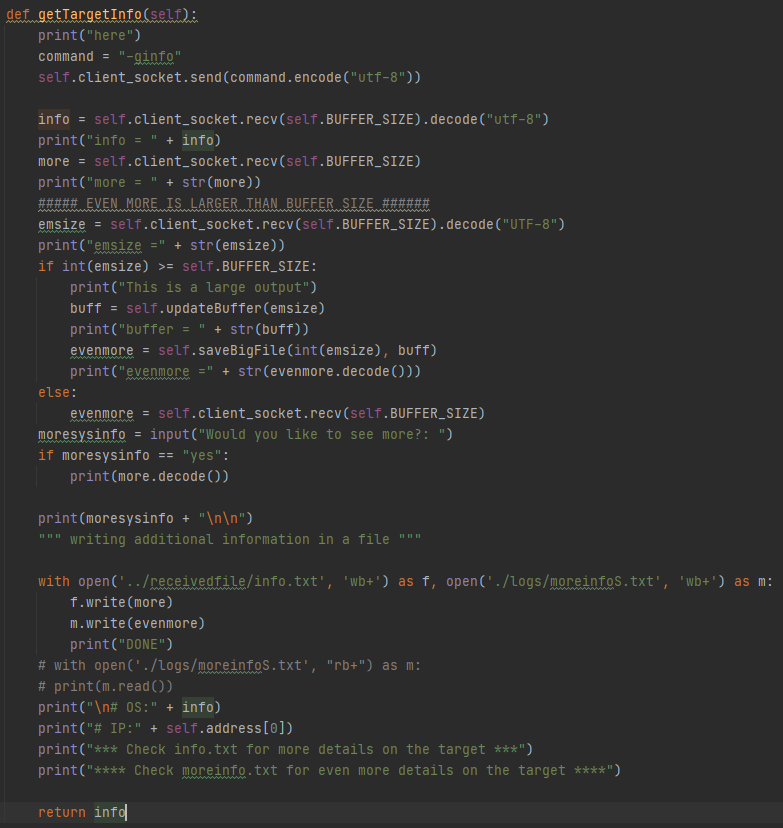 def getTargetInfo(self):
    print("here")
    command = "-ginfo"
    self.client_socket.send(command.encode("utf-8"))

    info = self.client_socket.recv(self.BUFFER_SIZE).decode("utf-8")
    print("info = " + info)
    more = self.client_socket.recv(self.BUFFER_SIZE)
    print("more = " + str(more))
    ##### EVEN MORE IS LARGER THAN BUFFER SIZE ######
    emsize = self.client_socket.recv(self.BUFFER_SIZE).decode("UTF-8")
    print("emsize =" + str(emsize))
    if int(emsize) >= self.BUFFER_SIZE:
        print("This is a large output")
        buff = self.updateBuffer(emsize)
        print("buffer = " + str(buff))
        evenmore = self.saveBigFile(int(emsize), buff)
        print("evenmore =" + str(evenmore.decode()))
    else:
        evenmore = self.client_socket.recv(self.BUFFER_SIZE)
    moresysinfo = input("Would you like to see more?: ")
    if moresysinfo == "yes":
        print(more.decode())

    print(moresysinfo + "\n\n")
    """ writing additional information in a file """

    with open('../receivedfile/info.txt', 'wb+') as f, open('./logs/moreinfoS.txt', 'wb+') as m:
        f.write(more)
        m.write(evenmore)
        print("DONE")
    # with open('./logs/moreinfoS.txt', "rb+") as m:
    # print(m.read())
    print("\n# OS:" + info)
    print("# IP:" + self.address[0])
    print("*** Check info.txt for more details on the target ***")
    print("**** Check moreinfo.txt for even more details on the target ****")

    return info